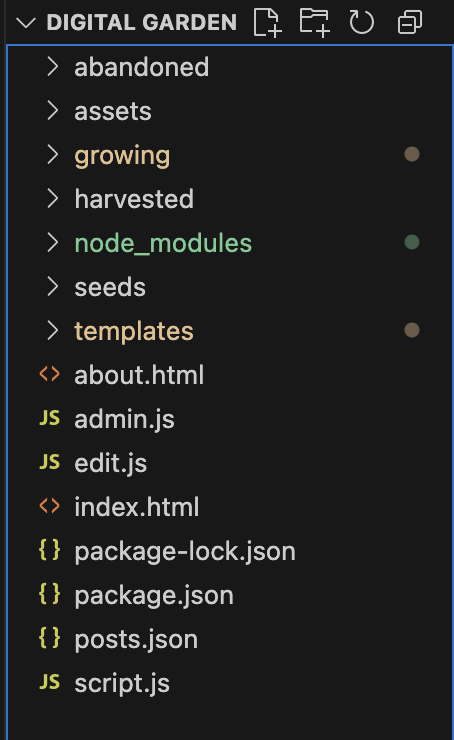 DIGITAL GARDEN
abandoned
assets
growing
harvested
node_modules
seeds
templates
<> about.html
JS admin.js
JS edit.js
<> index.html
{} package-lock.json
{} package.json
{} posts.json
JS script.js